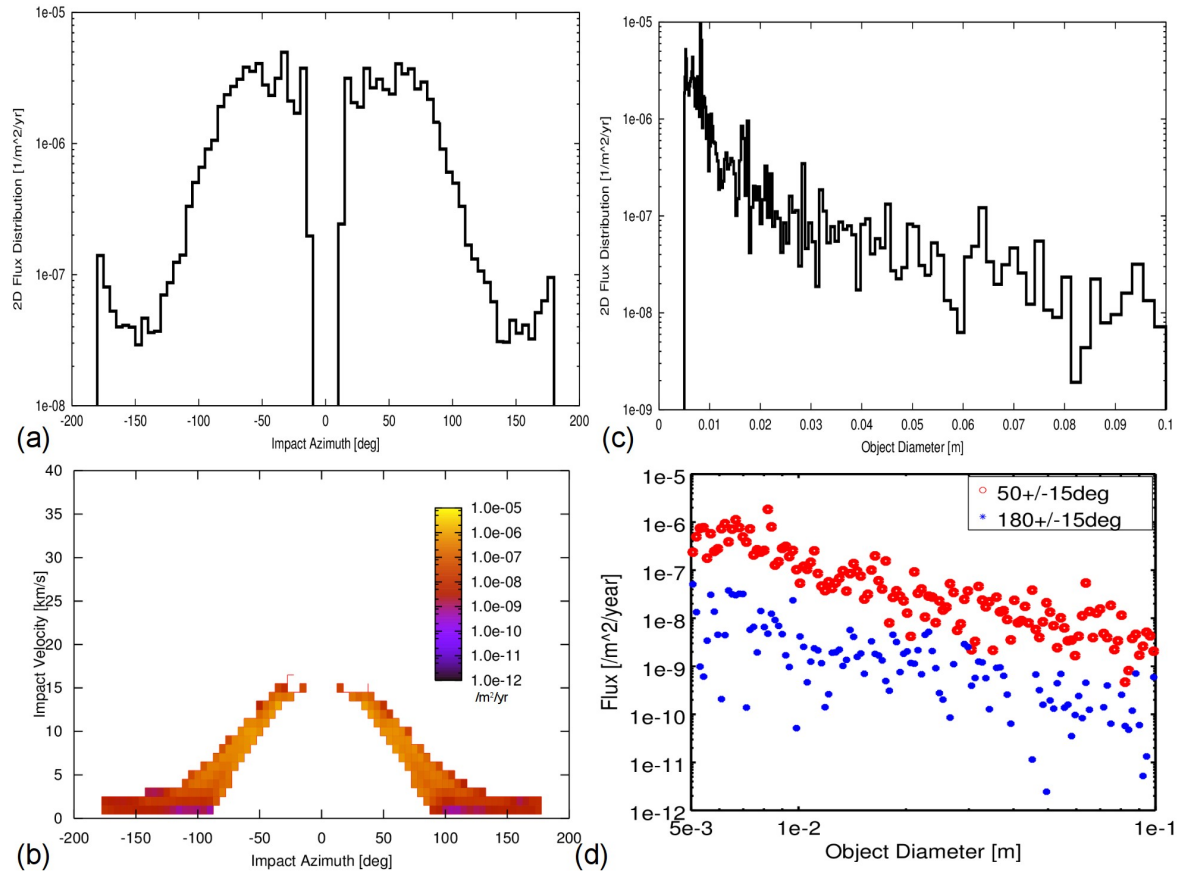 1e-05
1e-06
1e-07
1e-08
2D Flux Distribution [1/m^2/yr]
-200 -150 -100 -50 0 50 100 150 200
Impact Azimuth [deg]
(a)
1e-05
1e-06
1e-07
1e-08
1e-09
2D Flux Distribution [1/m^2/yr]
0 0.01 0.02 0.03 0.04 0.05 0.06 0.07 0.08 0.09 0.1
Object Diameter [m]
(c)
40
35
30
25
20
15
10
5
0
Impact Velocity [km/s]
1.0e-05
1.0e-06
1.0e-07
1.0e-08
1.0e-09
1.0e-10
1.0e-11
1.0e-12
/m²/yr
-200 -150 -100 -50 0 50 100 150 200
Impact Azimuth [deg]
(b)
1e-5
1e-6
1e-7
1e-8
1e-9
1e-10
1e-11
1e-12
Flux [/m^2/year]
50+/-15deg
180+/-15deg
5e-3 1e-2 1e-1
Object Diameter [m]
(d)